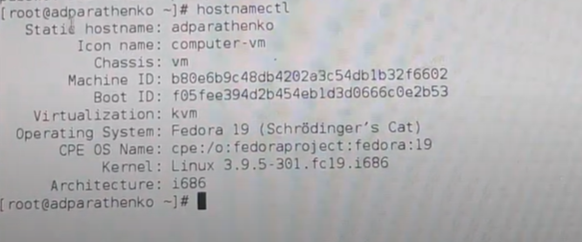 [root@adparathenko ~]# hostnamectl
Static hostname: adparathenko
Icon name: computer-vm
Chassis: vm
Machine ID: b80e6b9c48db4202a3c54db1b32f6602
Boot ID: f05fee394d2b454eb1d3d0666c0e2b53
Virtualization: kvm
Operating System: Fedora 19 (Schrödinger's Cat)
CPE OS Name: cpe:/o:fedoraproject:fedora:19
Kernel: Linux 3.9.5-301.fc19.i686
Architecture: i686
[root@adparathenko ~]#